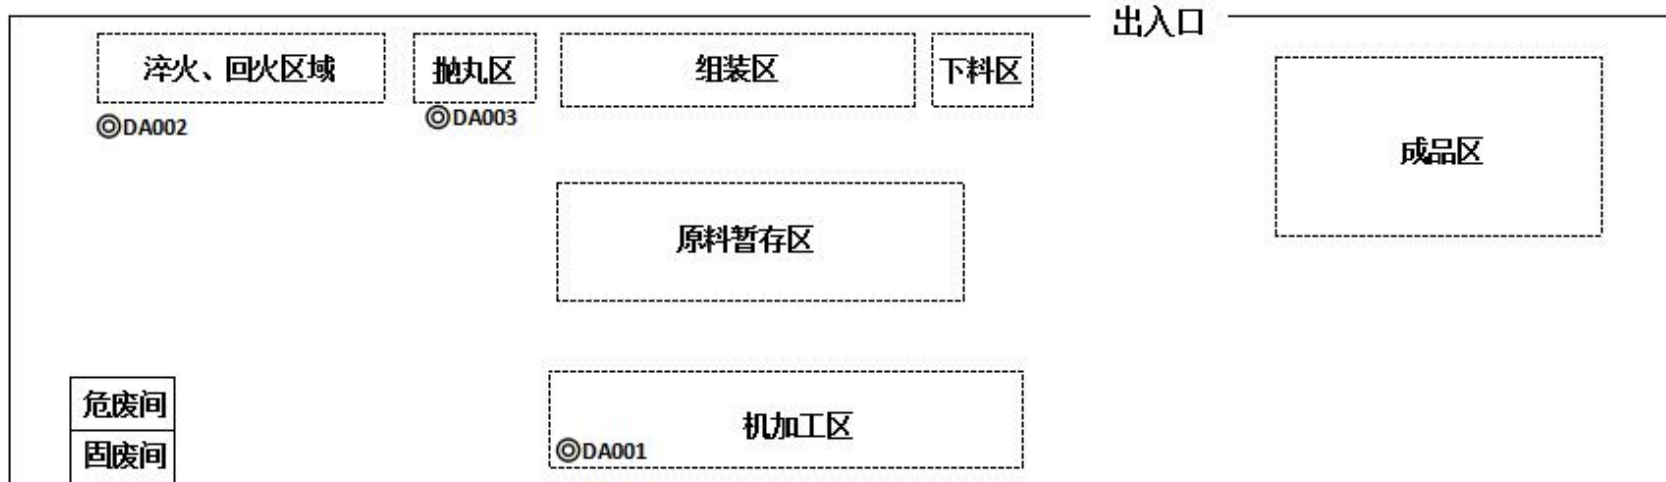 出入口
淬火、回火区域
抛丸区
组装区
下料区
◎DA002
◎DA003
成品区
原料暂存区
危废间
固废间
机加工区
◎DA001